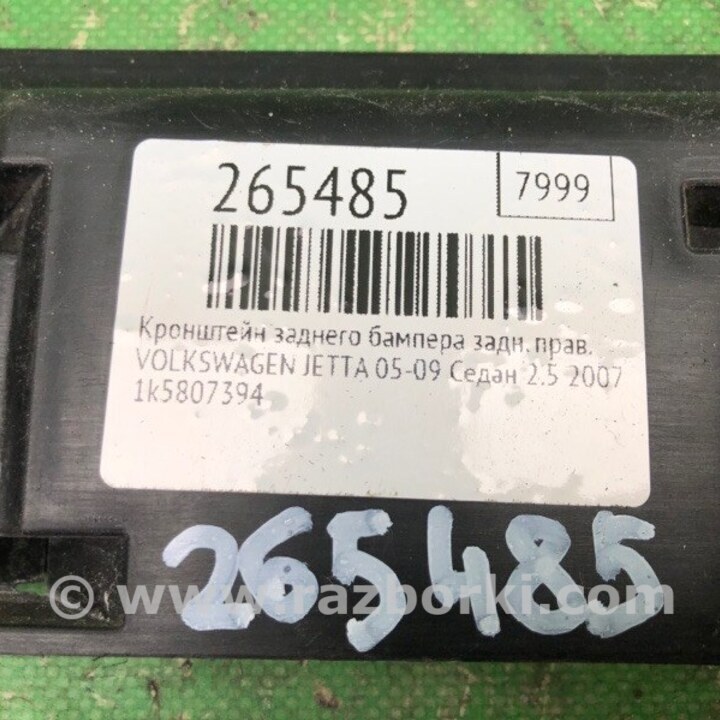 265485
7999
Кронштейн заднего бампера задн. прав.
VOLKSWAGEN JETTA 05-09 Седан 2.5 2007
1k5807394
265485
© www.razborki.com